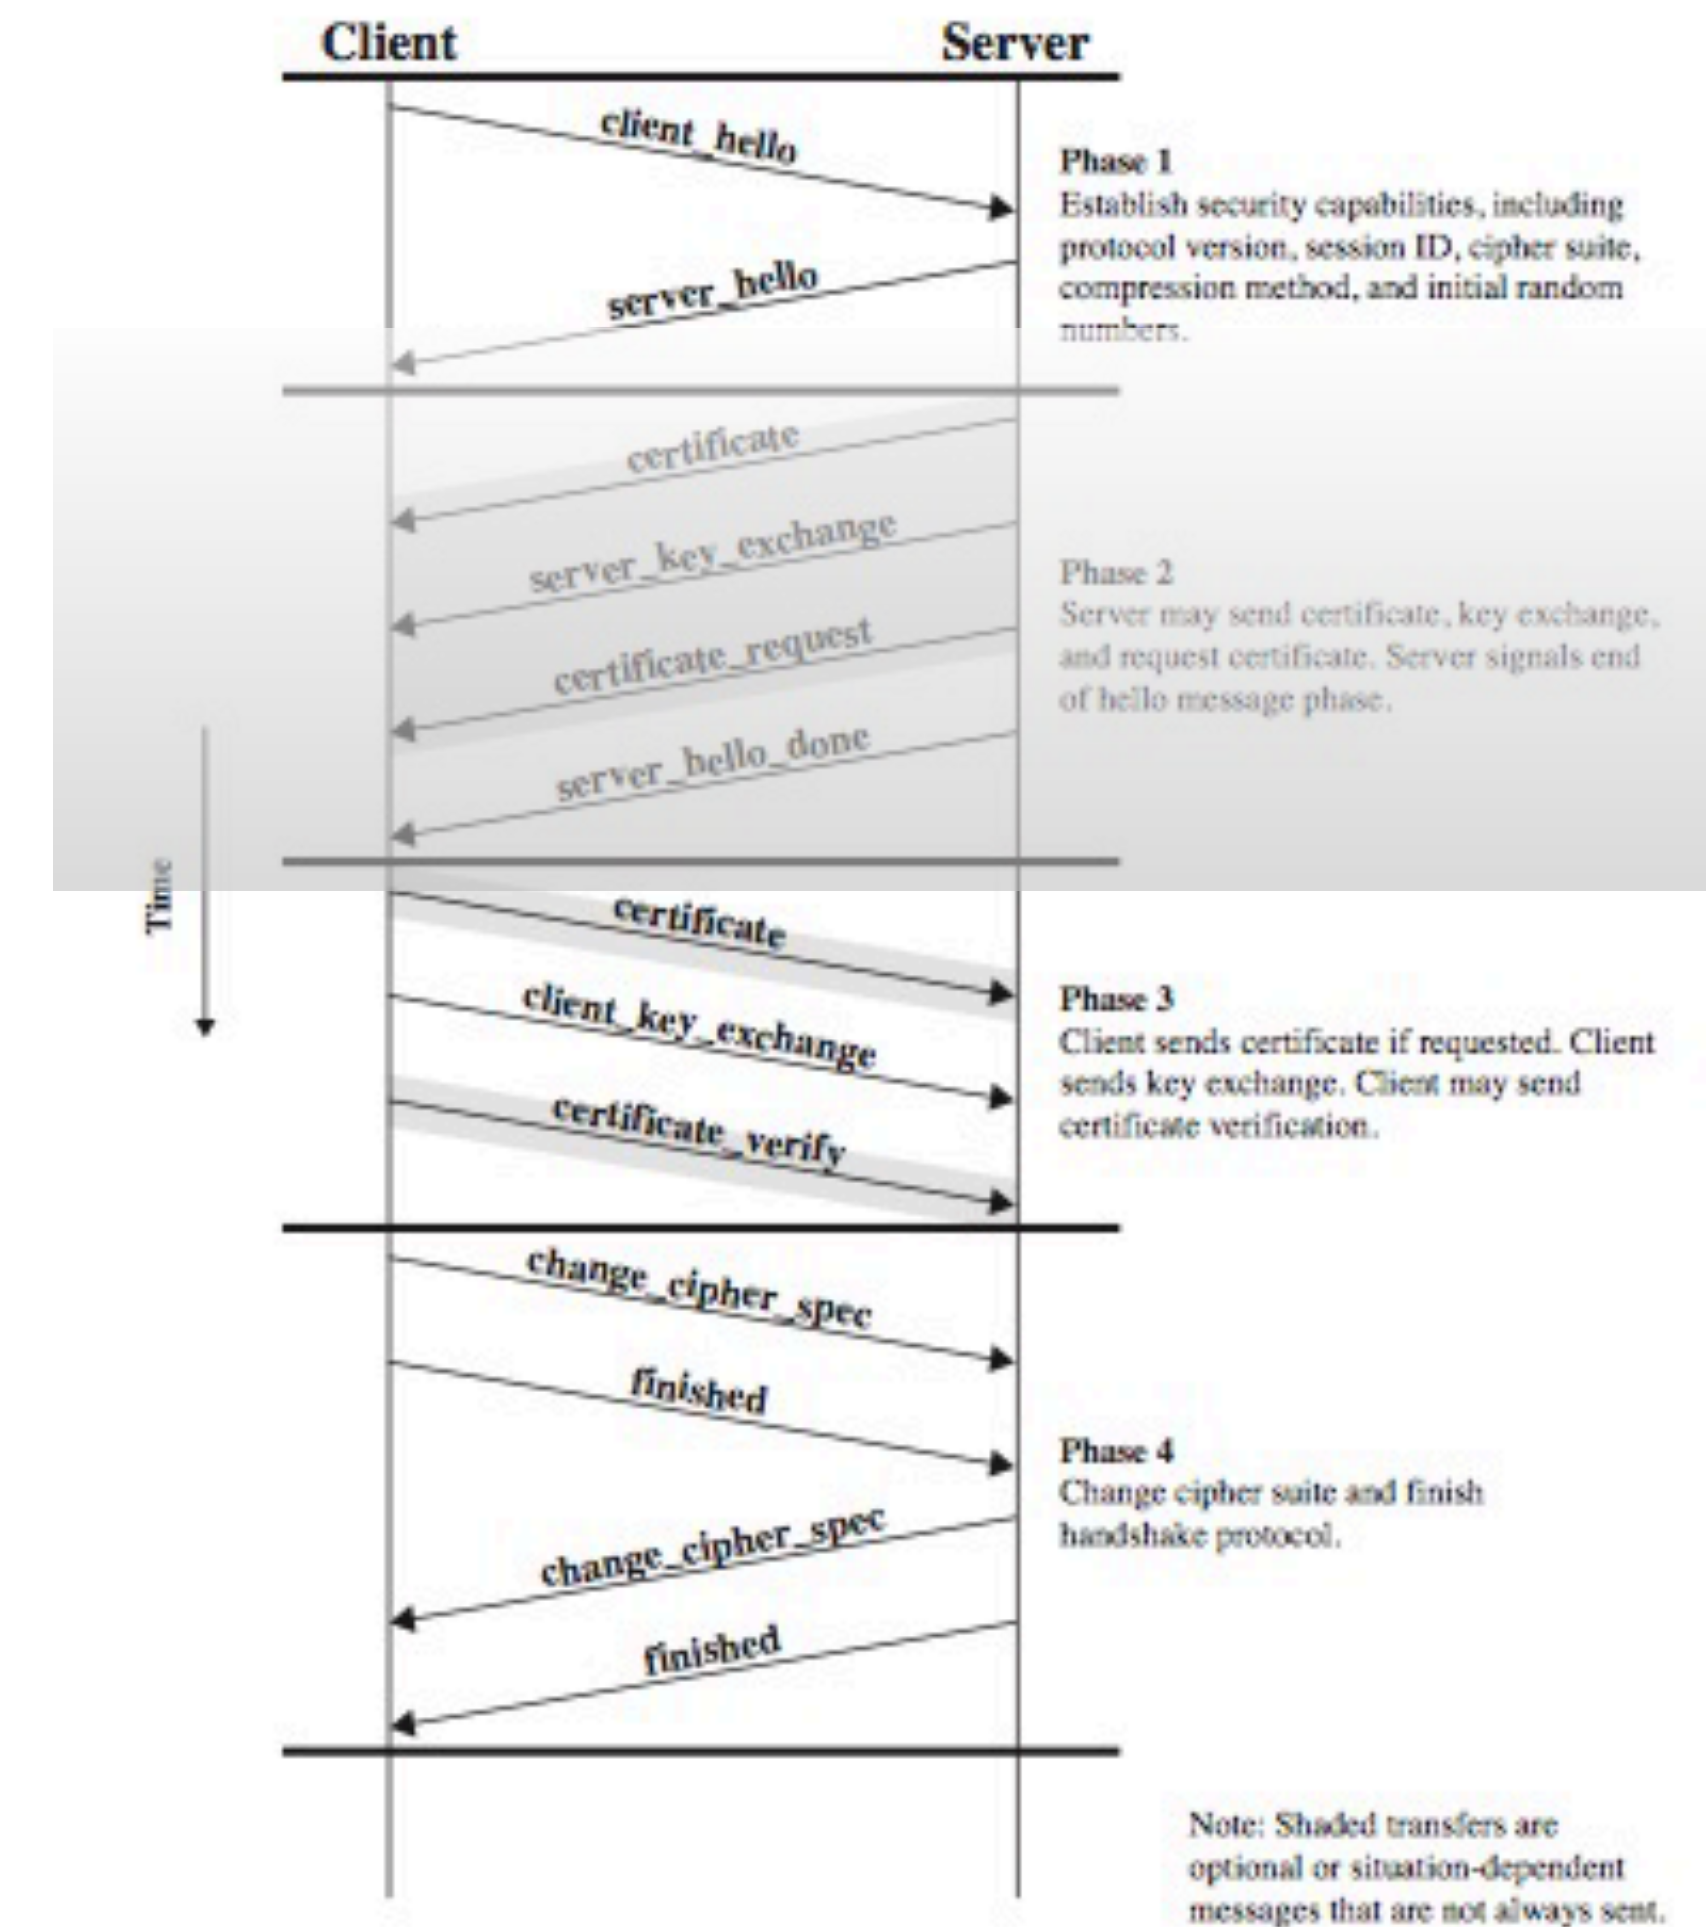 Client
Server
client_hello
Phase 1
Establish security capabilities, including
protocol version, session ID, cipher suite,
compression method, and initial random
numbers.
server_hello
certificate
server_key_exchange
Phase 2
Server may send certificate, key exchange,
and request certificate. Server signals end
of hello message phase.
certificate_request
server_hello_done
Time
certificate
client_key_exchange
Phase 3
Client sends certificate if requested. Client
sends key exchange. Client may send
certificate verification.
certificate_verify
change_cipher_spec
finished
Phase 4
Change cipher suite and finish
handshake protocol.
change_cipher_spec
finished
Note: Shaded transfers are
optional or situation-dependent
messages that are not always sent.